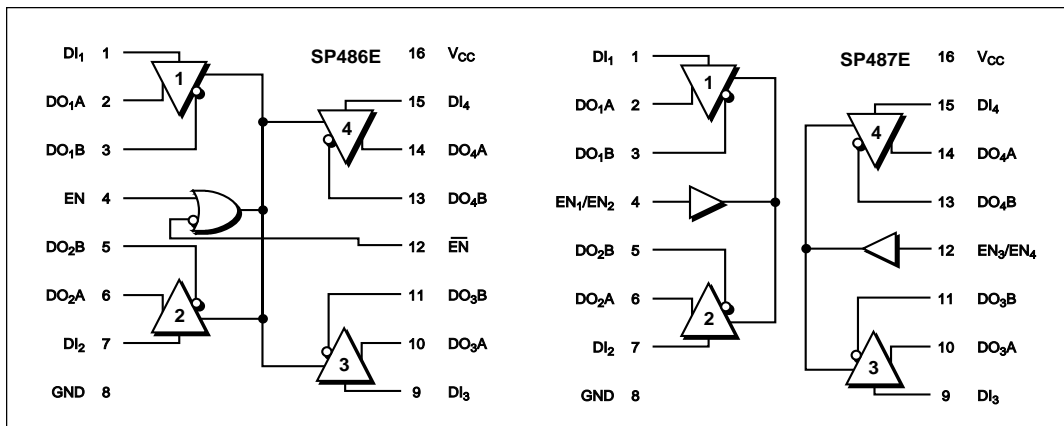 SP486E
DI1 1
DO1A 2
DO1B 3
EN 4
DO2B 5
DO2A 6
DI2 7
GND 8
1
2
4
3
16 VCC
15 DI4
14 DO4A
13 DO4B
12 E̅N̅
11 DO3B
10 DO3A
9 DI3
SP487E
DI1 1
DO1A 2
DO1B 3
EN1/EN2 4
DO2B 5
DO2A 6
DI2 7
GND 8
1
2
4
3
16 VCC
15 DI4
14 DO4A
13 DO4B
12 EN3/EN4
11 DO3B
10 DO3A
9 DI3